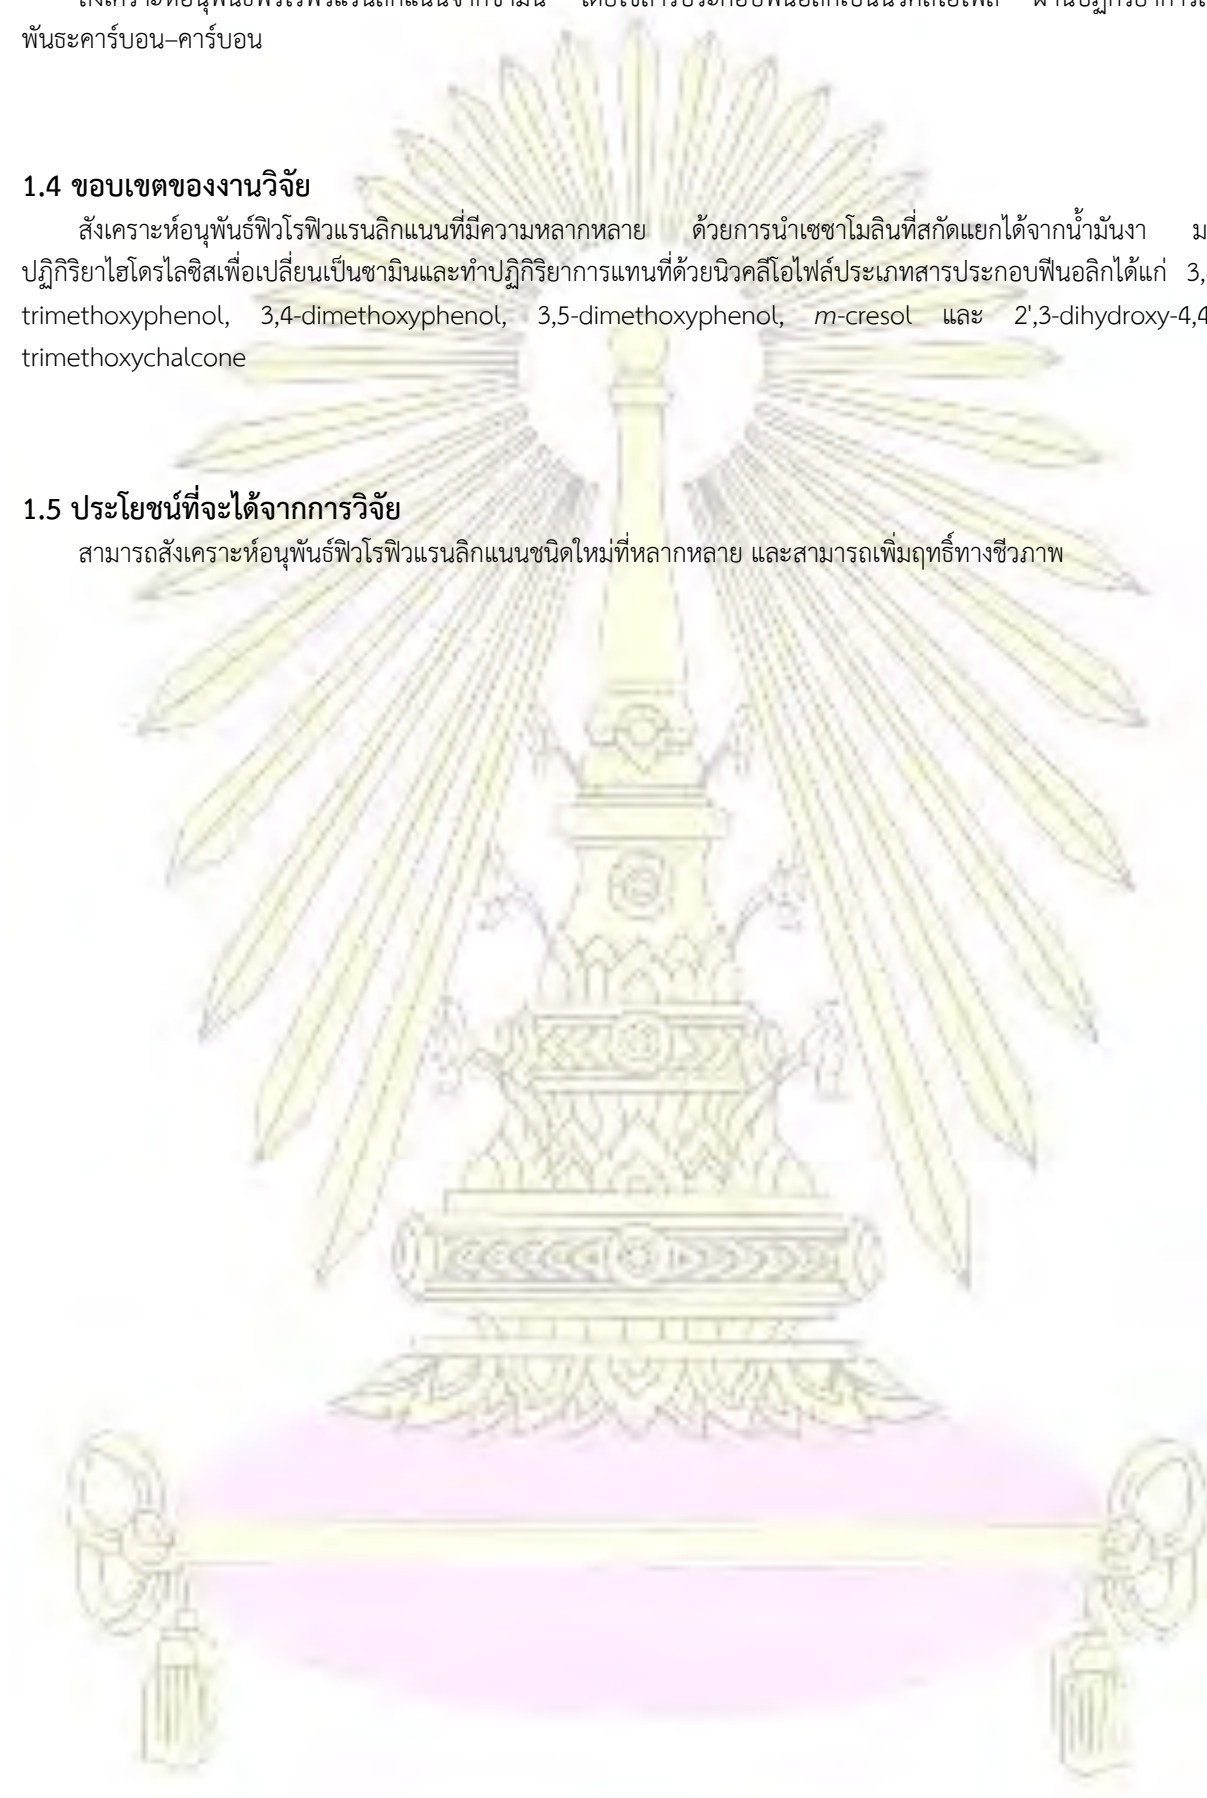 พันธะคาร์บอน–คาร์บอน
1.4 ขอบเขตของงานวิจัย
สังเคราะห์อนุพันธ์ฟิวโรฟิวแรนลิกแนนที่มีความหลากหลาย ด้วยการนำเซซาโมลินที่สกัดแยกได้จากน้ำมันงา
ปฏิกิริยาไฮโดรไลซิสเพื่อเปลี่ยนเป็นซามินและทำปฏิกิริยาการแทนที่ด้วยนิวคลีโอไฟล์ประเภทสารประกอบฟีนอลิกได้แก่ 3,
trimethoxyphenol, 3,4-dimethoxyphenol, 3,5-dimethoxyphenol, m-cresol และ 2',3-dihydroxy-4,4
trimethoxychalcone
1.5 ประโยชน์ที่จะได้จากการวิจัย
สามารถสังเคราะห์อนุพันธ์ฟิวโรฟิวแรนลิกแนนชนิดใหม่ที่หลากหลาย และสามารถเพิ่มฤทธิ์ทางชีวภาพ